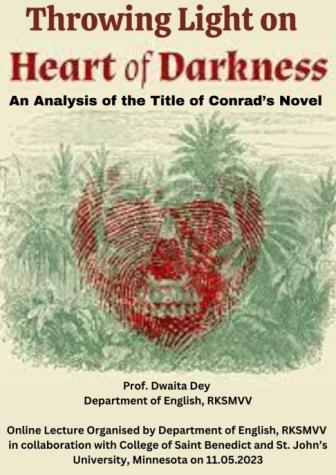 Throwing Light on
Heart of Darkness
An Analysis of the Title of Conrad's Novel
Prof. Dwaita Dey
Department of English, RKSMVV
Online Lecture Organised by Department of English, RKSMVV
in collaboration with College of Saint Benedict and St. John's
University, Minnesota on 11.05.2023